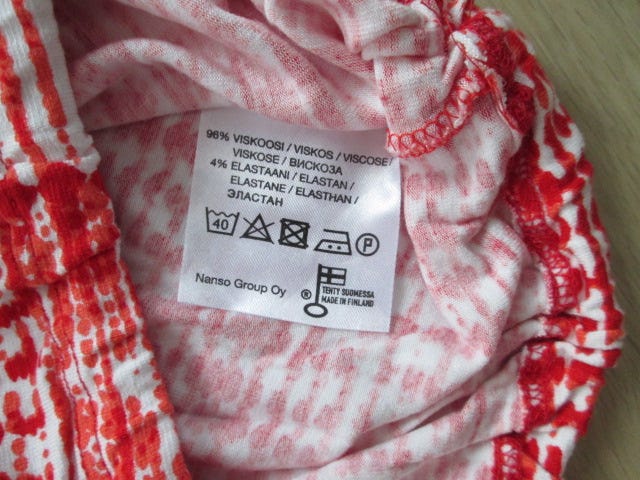 96% VISKOOSI / VISKOS / VISCOSE /
VISKOSE / ВИСКОЗА
4% ELASTAANI / ELASTAN /
ELASTANE / ELASTHAN /
ЭЛАСТАН
40 P
Nanso Group Oy
® TENTY SUOMESSA
MADE IN FINLAND